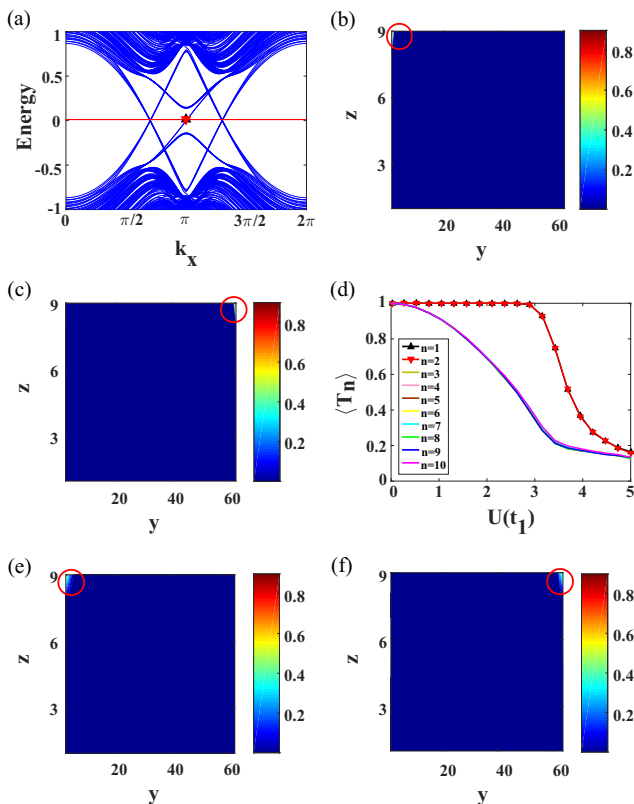 (a)
1
0.5
0
-0.5
-1
Energy
0
π/2
π
3π/2
2π
k_x
(b)
9
6
3
z
20
40
60
y
0.8
0.6
0.4
0.2
(c)
9
6
3
z
20
40
60
y
0.8
0.6
0.4
0.2
(d)
1
0.8
0.6
0.4
0.2
0
⟨Tn⟩
n=1
n=2
n=3
n=4
n=5
n=6
n=7
n=8
n=9
n=10
0
1
2
3
4
5
U(t_1)
(e)
9
6
3
z
20
40
60
y
0.8
0.6
0.4
0.2
(f)
9
6
3
z
20
40
60
y
0.8
0.6
0.4
0.2